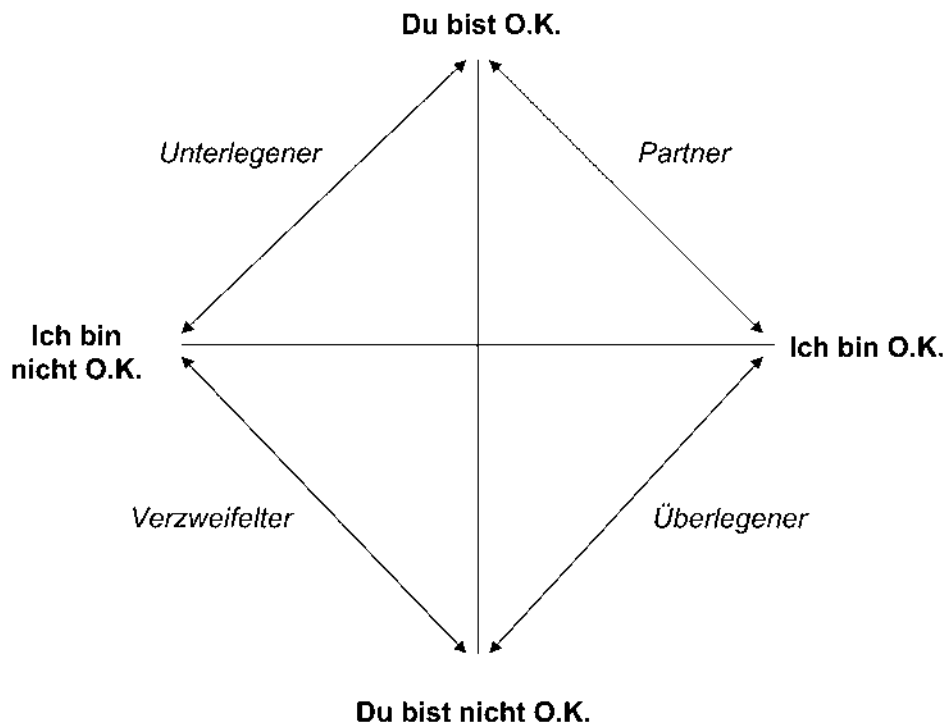 Du bist O.K.
Unterlegener
Partner
Ich bin
nicht O.K.
Ich bin O.K.
Verzweifelter
Überlegener
Du bist nicht O.K.